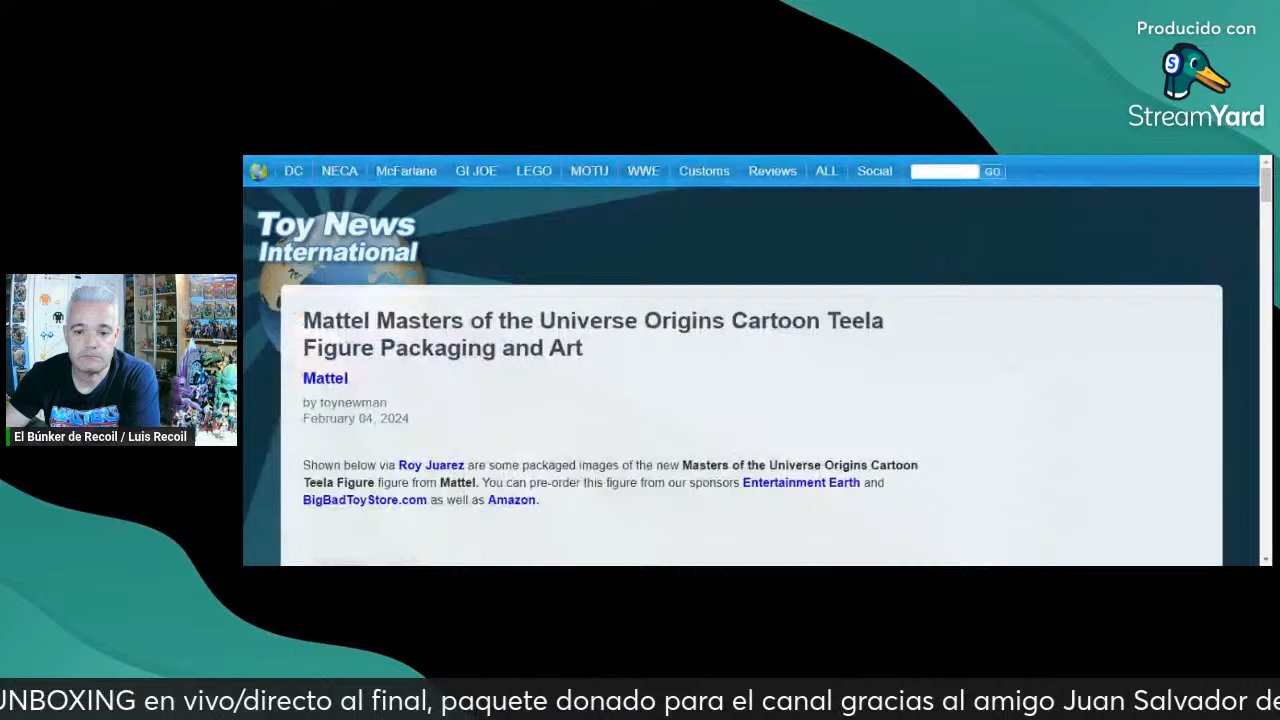 Producido con
StreamYard
DC NECA McFarlane GI JOE LEGO MOTU WWE Customs Reviews ALL Social GO
Toy News
International
Mattel Masters of the Universe Origins Cartoon Teela
Figure Packaging and Art
Mattel
by toynewman
February 04, 2024
Shown below via Roy Juarez are some packaged images of the new Masters of the Universe Origins Cartoon
Teela Figure figure from Mattel. You can pre-order this figure from our sponsors Entertainment Earth and
BigBadToyStore.com as well as Amazon.
MASTERS
El Búnker de Recoil / Luis Recoil
UNBOXING en vivo/directo al final, paquete donado para el canal gracias al amigo Juan Salvador de